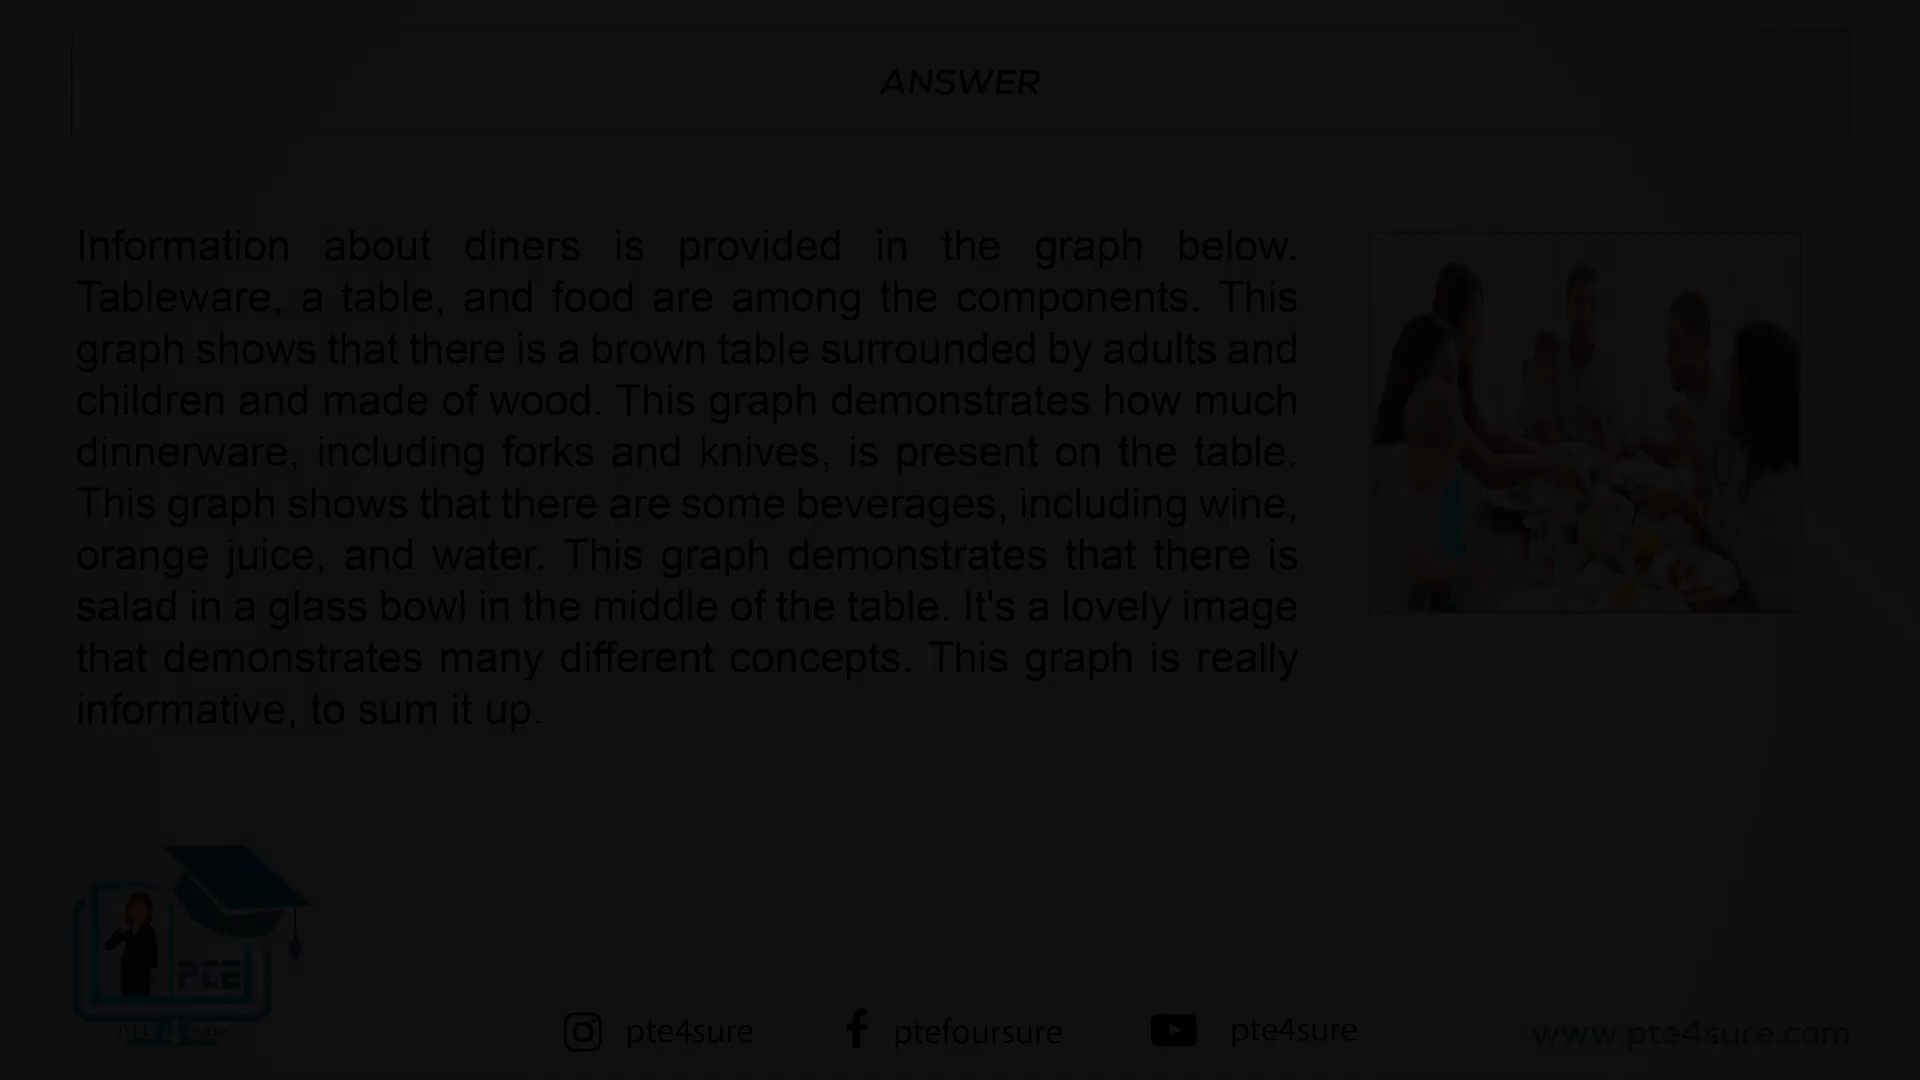 ANSWER
Information about diners is provided in the graph below.
Tableware, a table, and food are among the components. This
graph shows that there is a brown table surrounded by adults and
children and made of wood. This graph demonstrates how much
dinnerware, including forks and knives, is present on the table.
This graph shows that there are some beverages, including wine,
orange juice, and water. This graph demonstrates that there is
salad in a glass bowl in the middle of the table. It's a lovely image
that demonstrates many different concepts. This graph is really
informative, to sum it up.
PTE
PTE 4 sure
pte4sure
ptefoursure
pte4sure
www.pte4sure.com